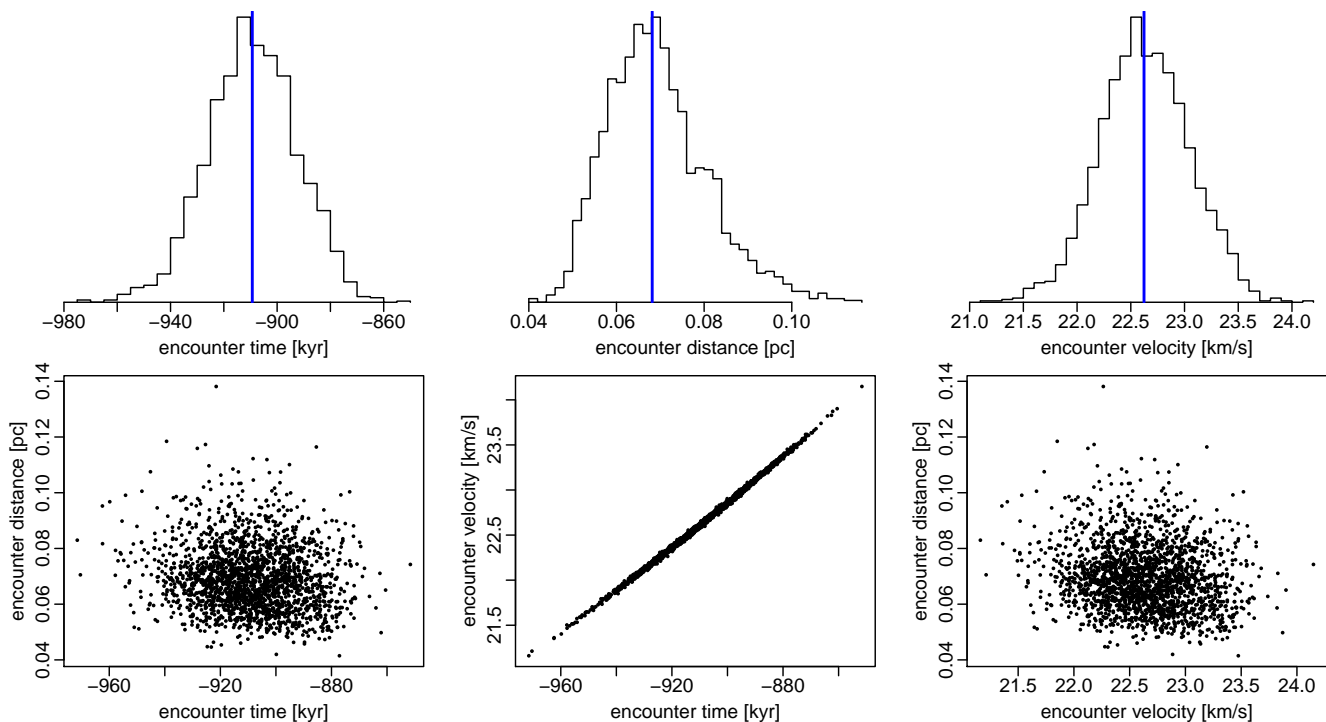 −980 −940 −900 −860
encounter time [kyr]
0.04 0.06 0.08 0.10
encounter distance [pc]
21.0 21.5 22.0 22.5 23.0 23.5 24.0
encounter velocity [km/s]
0.04 0.06 0.08 0.10 0.12 0.14
encounter distance [pc]
−960 −920 −880
encounter time [kyr]
21.5 22.5 23.5
encounter velocity [km/s]
−960 −920 −880
encounter time [kyr]
0.04 0.06 0.08 0.10 0.12 0.14
encounter distance [pc]
21.5 22.0 22.5 23.0 23.5 24.0
encounter velocity [km/s]